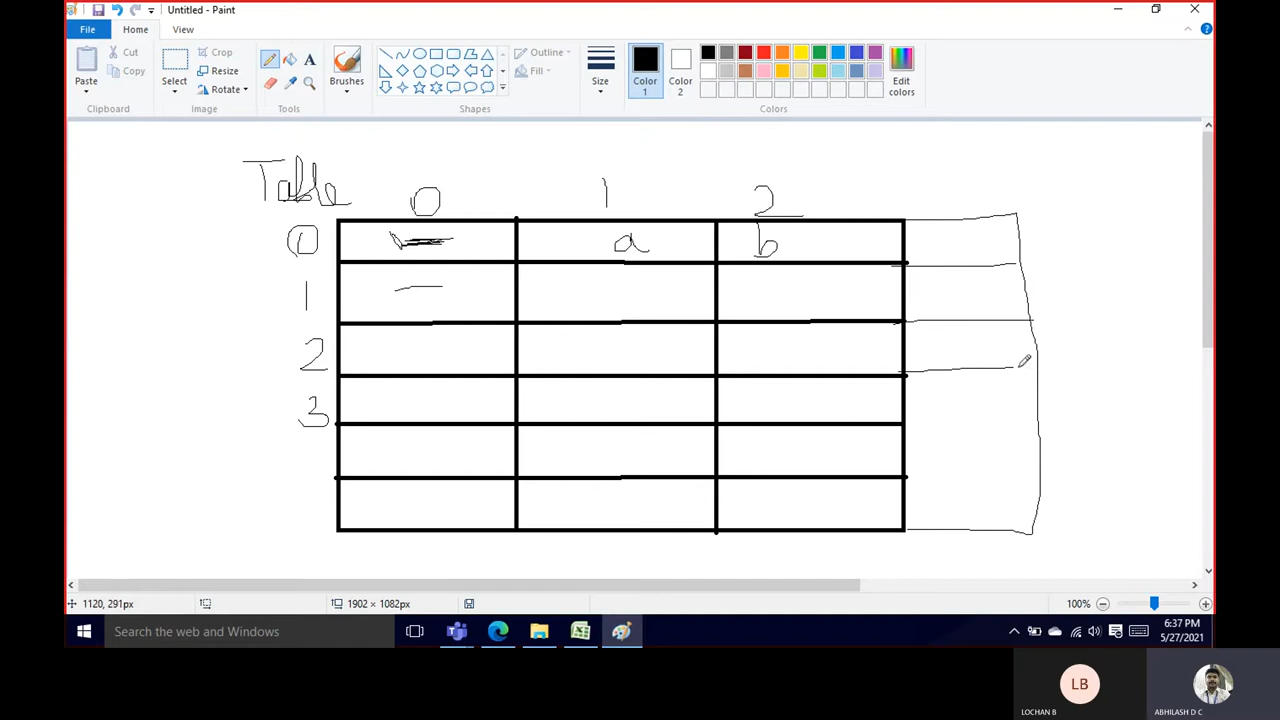 Untitled - Paint
File Home View
Paste
Cut
Copy
Clipboard
Select
Crop
Resize
Rotate
Image
A
Tools
Brushes
Shapes
Outline
Fill
Size
Color 1
Color 2
Edit colors
Colors
Table
0 1 2
0 a b
1
2
3
1120, 291px
1902 × 1082px
100%
Search the web and Windows
6:37 PM
5/27/2021
LB
LOCHAN B
ABHILASH D C